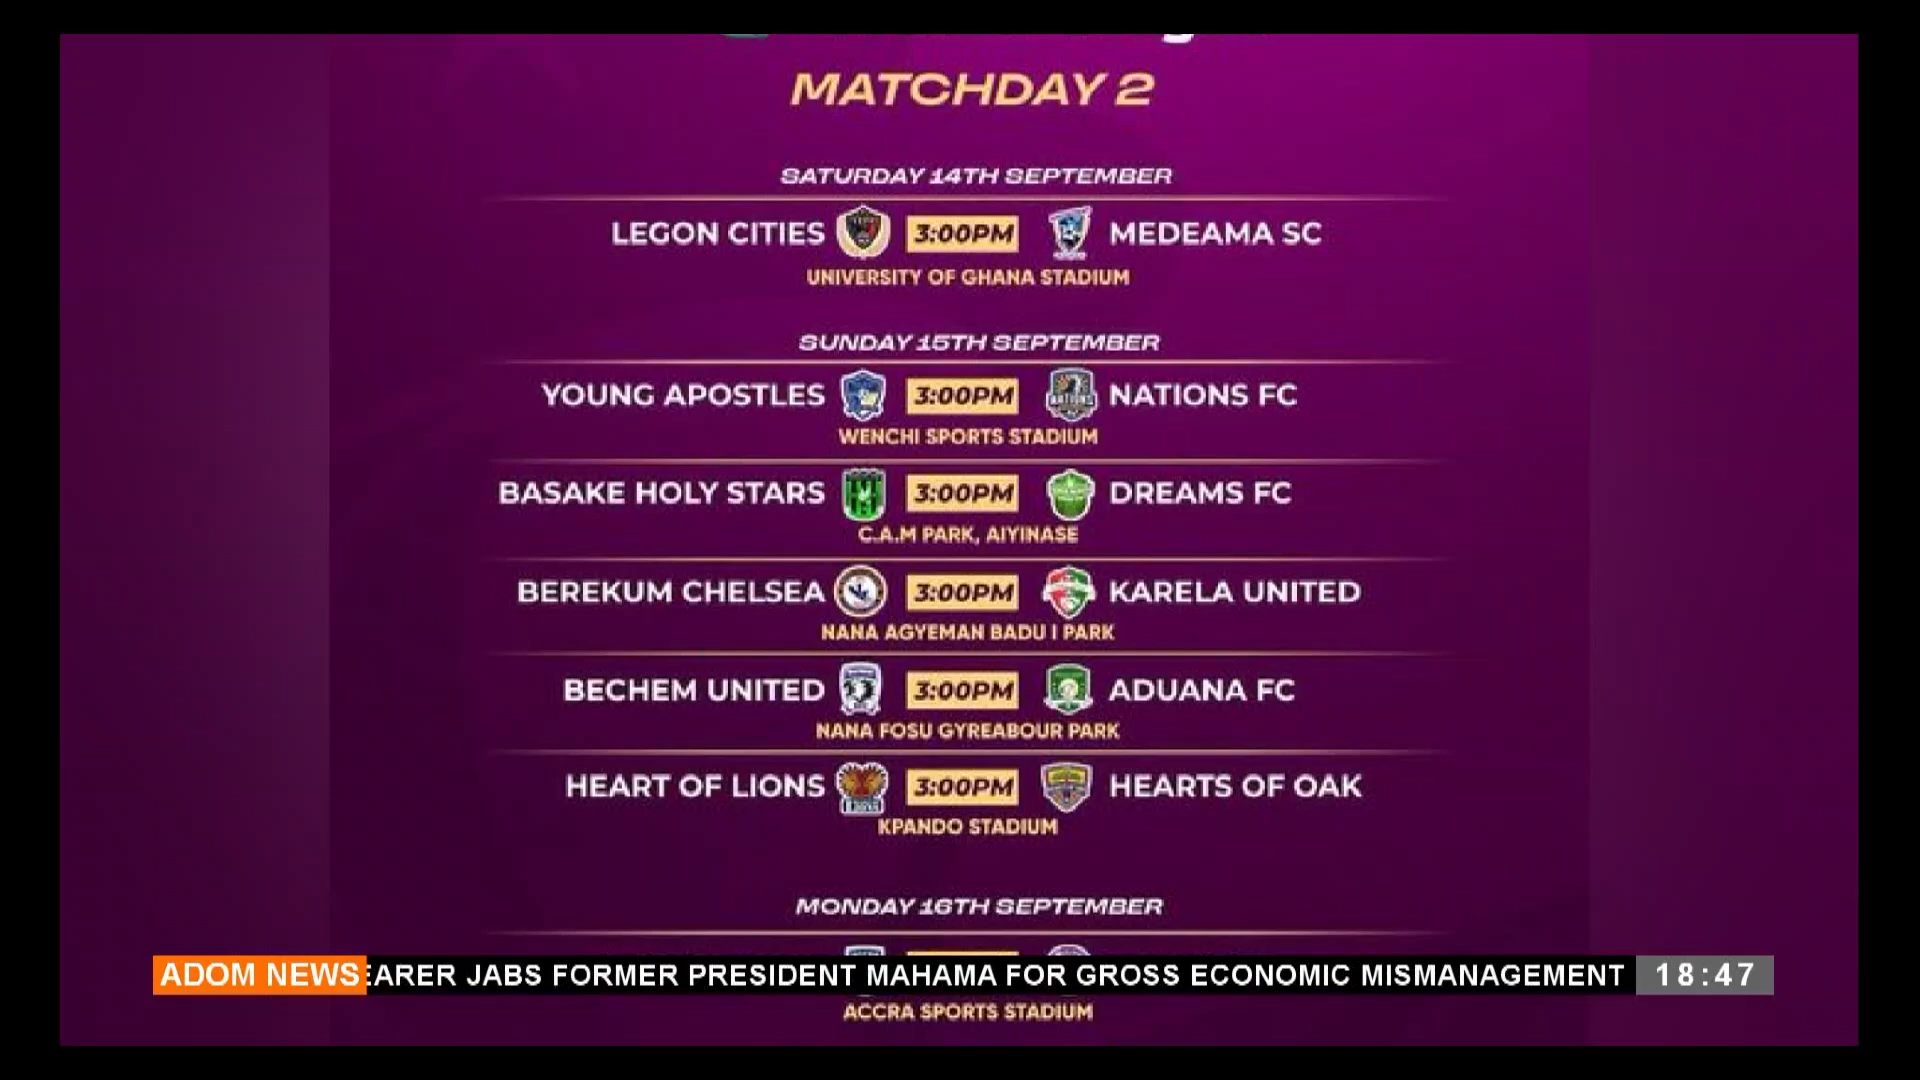 MATCHDAY 2
SATURDAY 14TH SEPTEMBER
LEGON CITIES 3:00PM MEDEAMA SC
UNIVERSITY OF GHANA STADIUM
SUNDAY 15TH SEPTEMBER
YOUNG APOSTLES 3:00PM NATIONS FC
WENCHI SPORTS STADIUM
BASAKE HOLY STARS 3:00PM DREAMS FC
C.A.M PARK, AIYINASE
BEREKUM CHELSEA 3:00PM KARELA UNITED
NANA AGYEMAN BADU I PARK
BECHEM UNITED 3:00PM ADUANA FC
NANA FOSU GYREABOUR PARK
HEART OF LIONS 3:00PM HEARTS OF OAK
KPANDO STADIUM
MONDAY 16TH SEPTEMBER
ADOM NEWS EARER JABS FORMER PRESIDENT MAHAMA FOR GROSS ECONOMIC MISMANAGEMENT 18:47
ACCRA SPORTS STADIUM